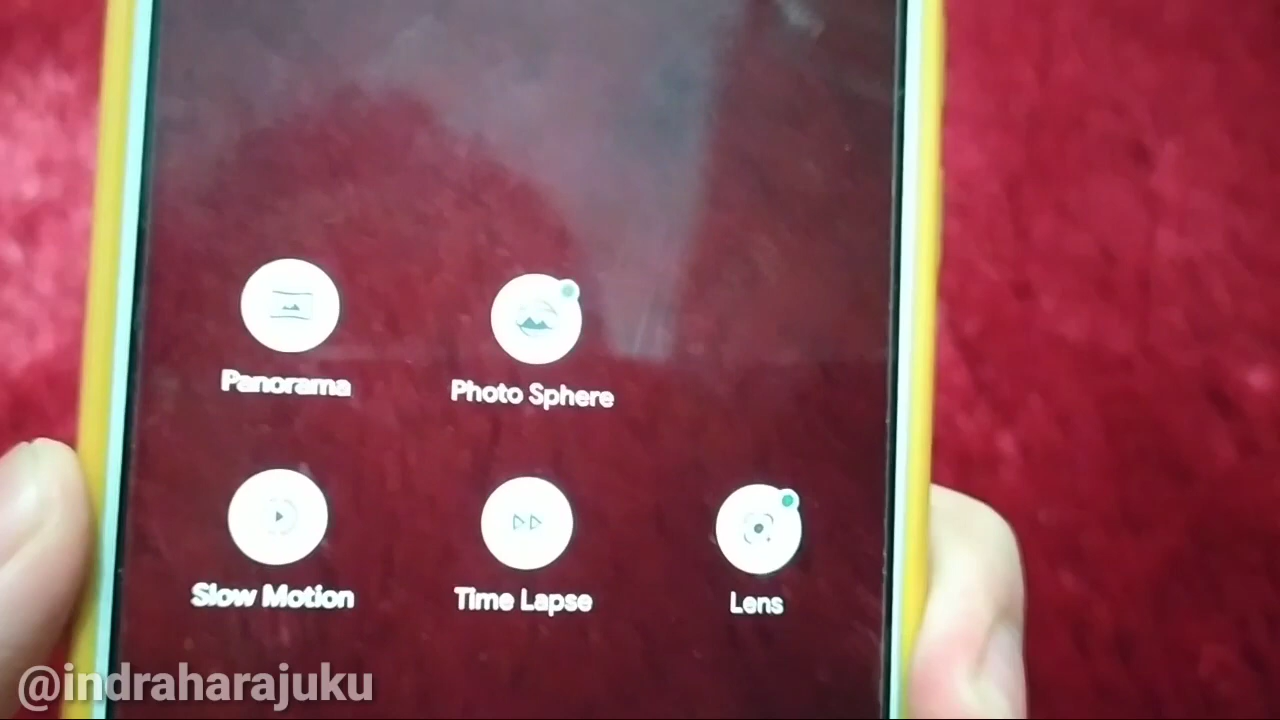 Panorama
Photo Sphere
Slow Motion
Time Lapse
Lens
@indraharajuku